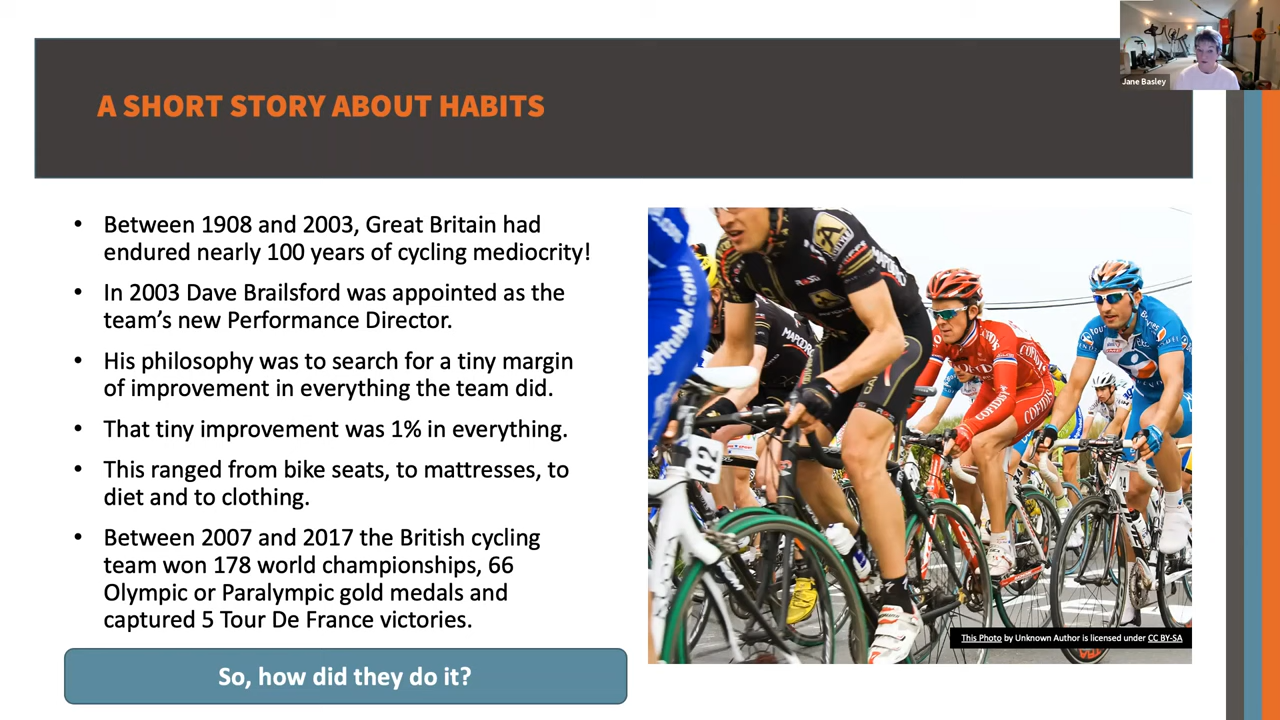 Jane Basley
A SHORT STORY ABOUT HABITS
• Between 1908 and 2003, Great Britain had
endured nearly 100 years of cycling mediocrity!
• In 2003 Dave Brailsford was appointed as the
team’s new Performance Director.
• His philosophy was to search for a tiny margin
of improvement in everything the team did.
• That tiny improvement was 1% in everything.
• This ranged from bike seats, to mattresses, to
diet and to clothing.
• Between 2007 and 2017 the British cycling
team won 178 world championships, 66
Olympic or Paralympic gold medals and
captured 5 Tour De France victories.
So, how did they do it?
42
COFIDIS
COFIDIS
This Photo by Unknown Author is licensed under CC BY-SA